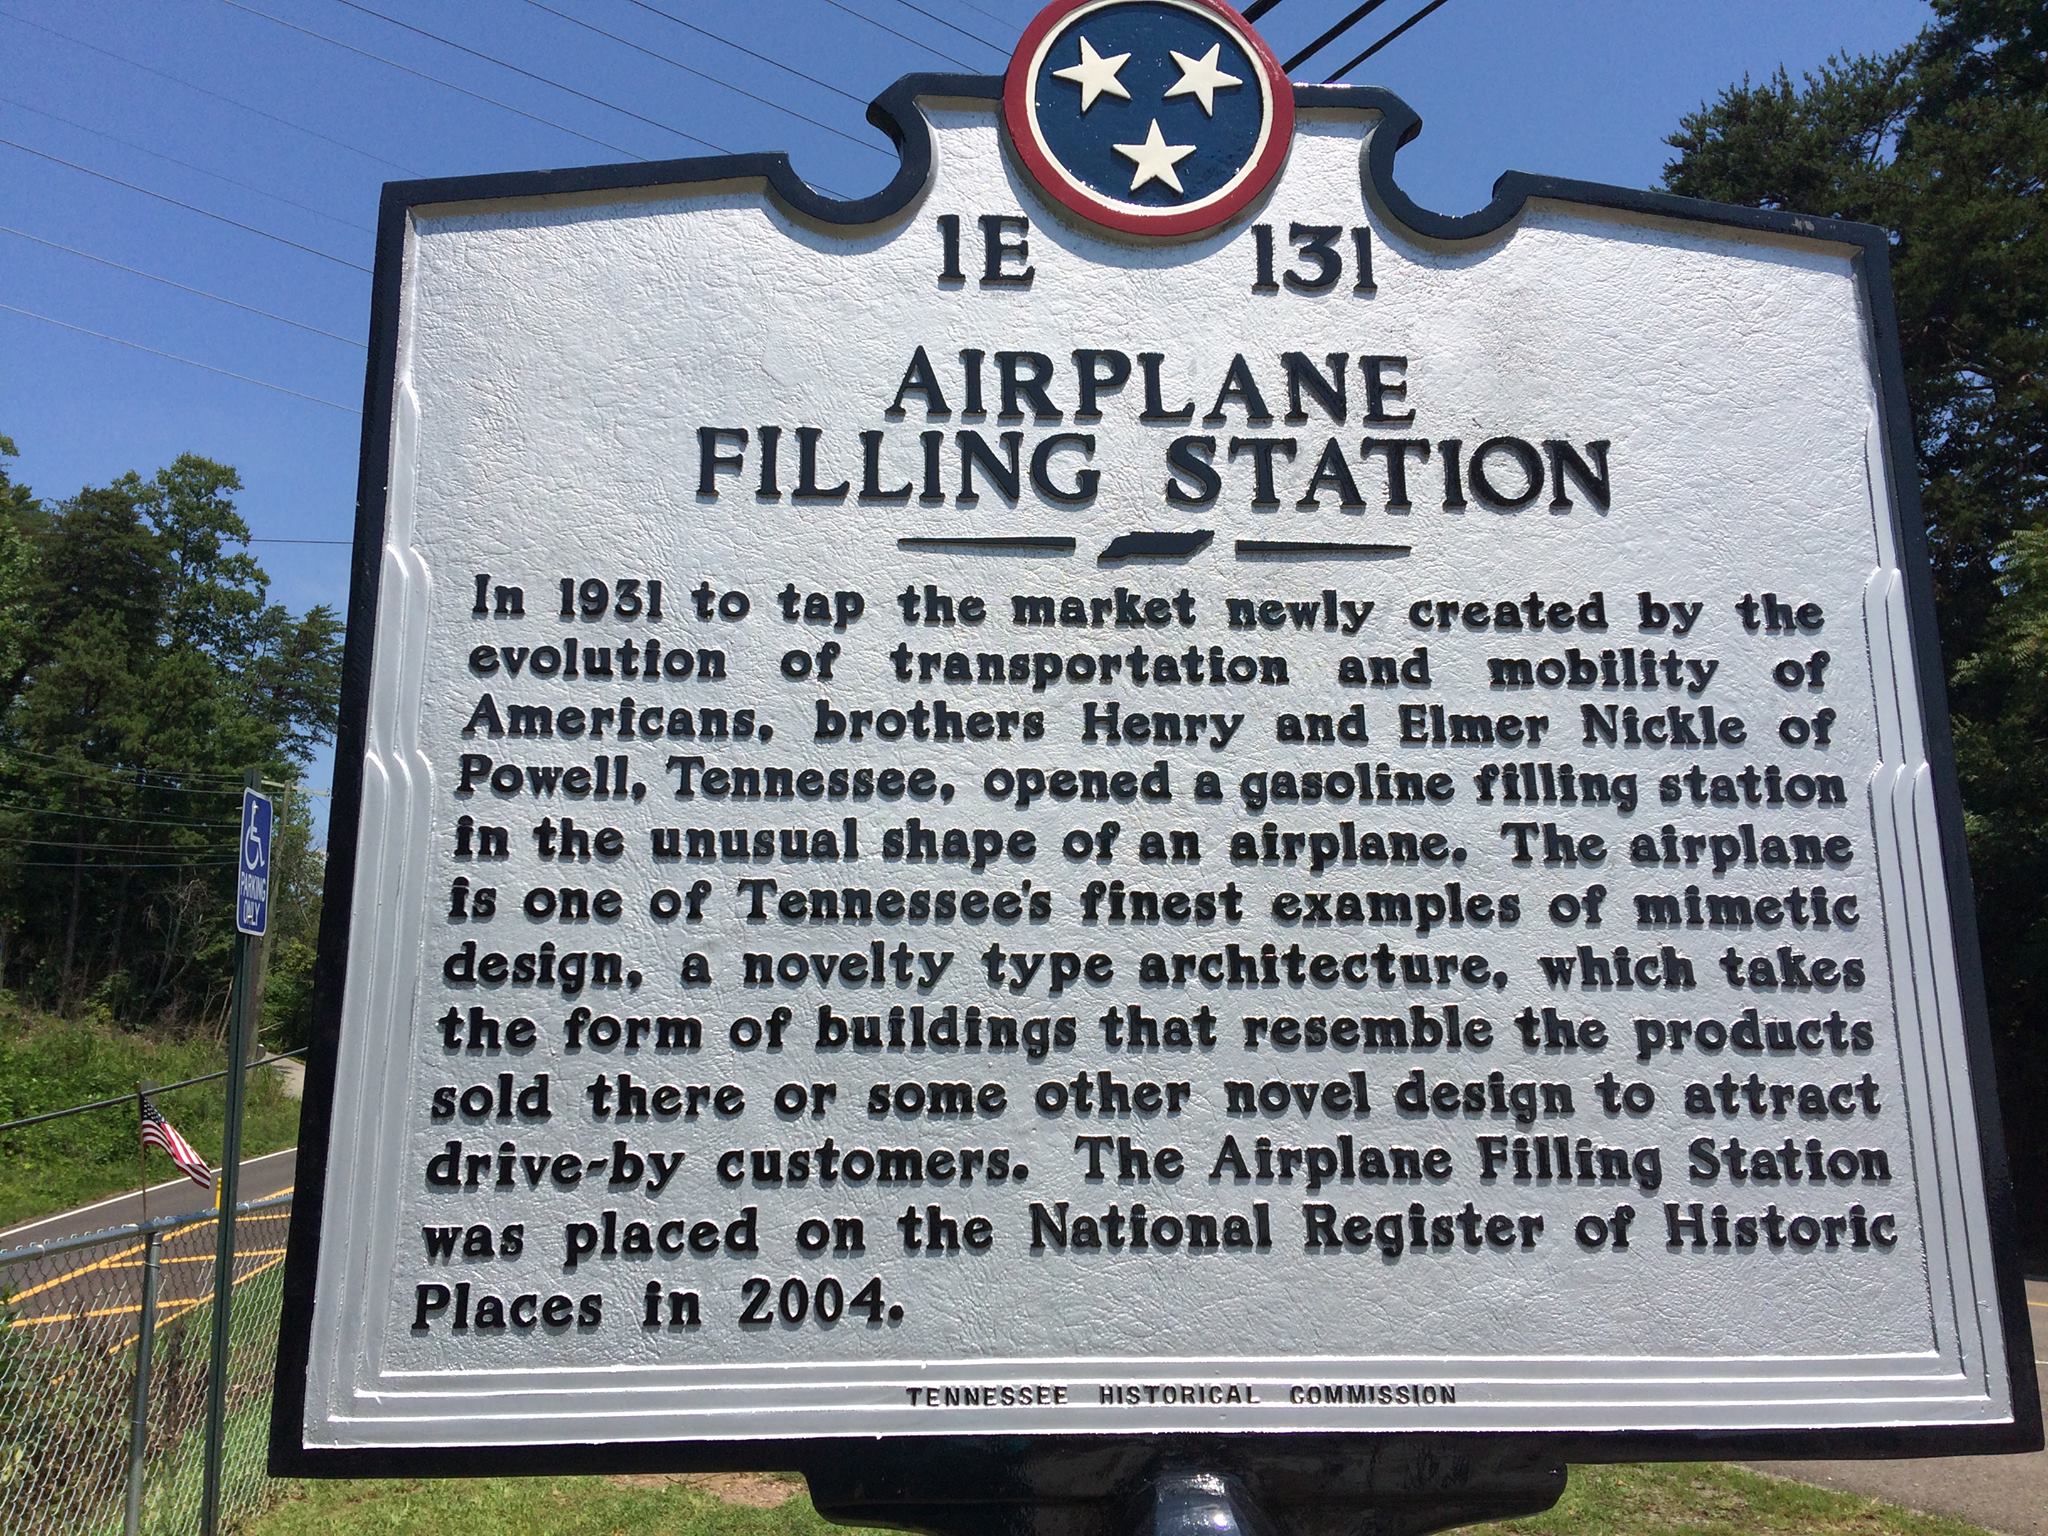 1E 131
AIRPLANE
FILLING STATION
In 1931 to tap the market newly created by the
evolution of transportation and mobility of
Americans, brothers Henry and Elmer Nickle of
Powell, Tennessee, opened a gasoline filling station
in the unusual shape of an airplane. The airplane
is one of Tennessee's finest examples of mimetic
design, a novelty type architecture, which takes
the form of buildings that resemble the products
sold there or some other novel design to attract
drive-by customers. The Airplane Filling Station
was placed on the National Register of Historic
Places in 2004.
TENNESSEE HISTORICAL COMMISSION
PARKING
ONLY